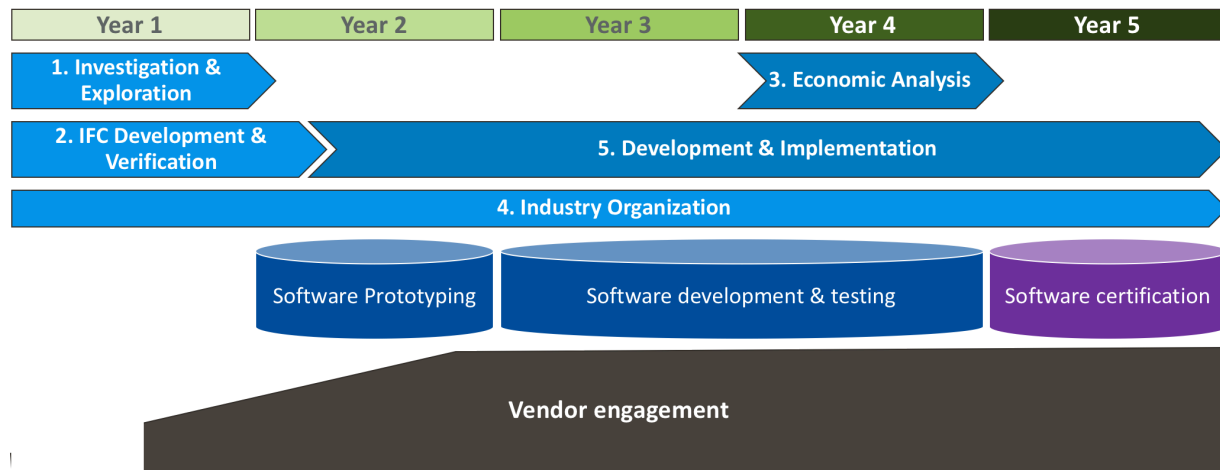 Year 1
Year 2
Year 3
Year 4
Year 5
1. Investigation &
Exploration
3. Economic Analysis
2. IFC Development &
Verification
5. Development & Implementation
4. Industry Organization
Software Prototyping
Software development & testing
Software certification
Vendor engagement